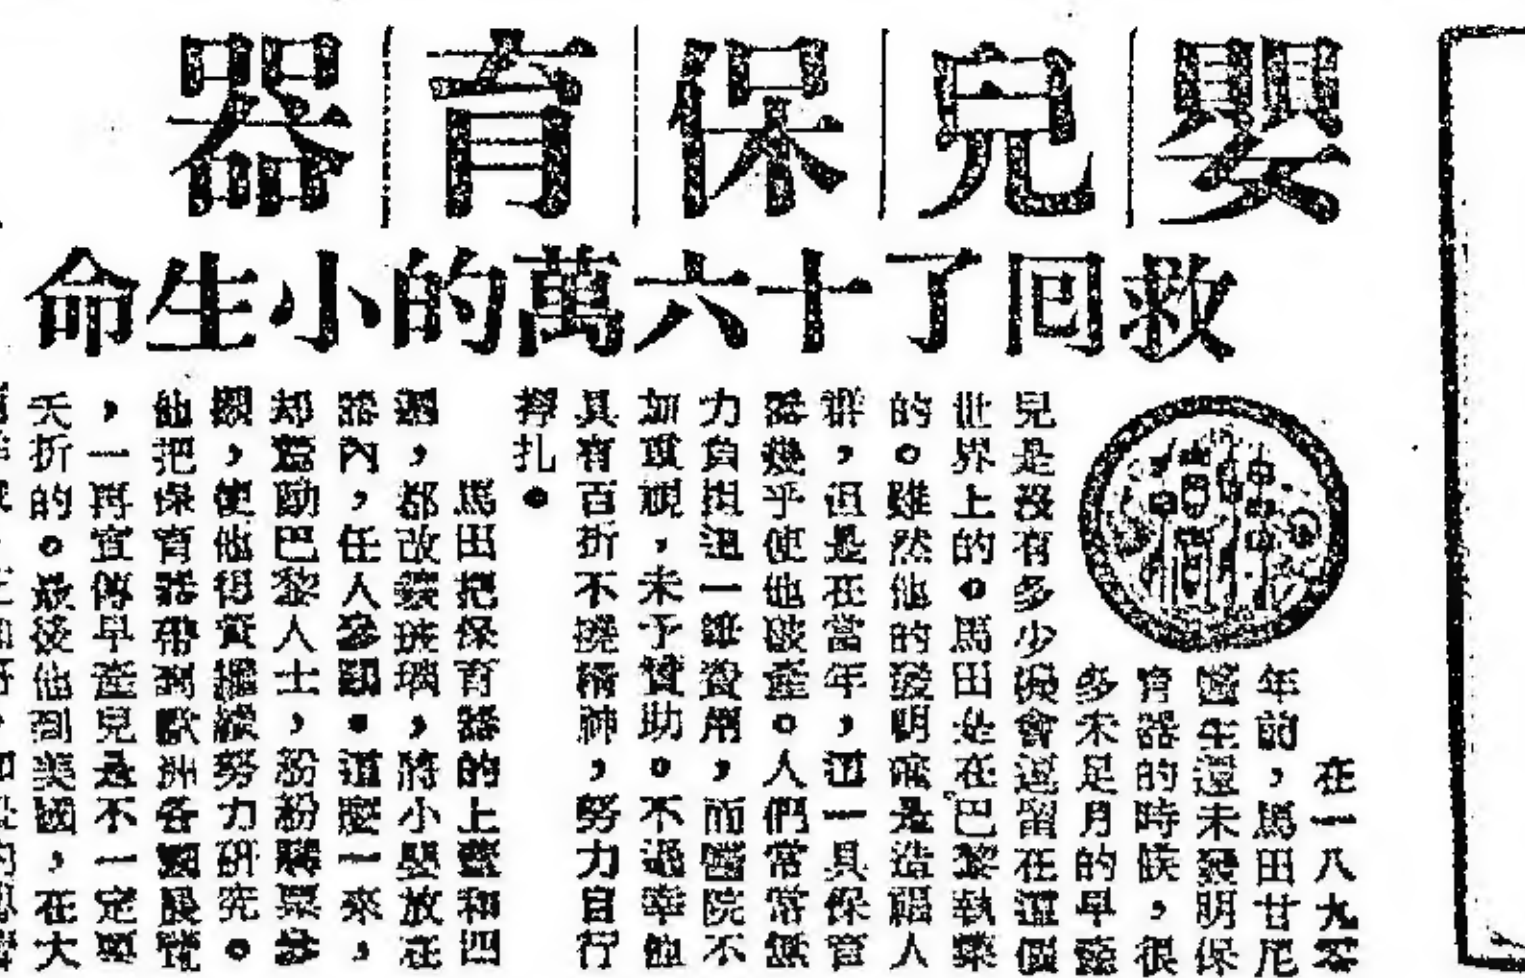 嬰兒保育器
救回了十六萬的小生命
在一八九零
年前，馬田甘尼
醫生還未發明保
育器的時候，很
多未足月的早產
兒是沒有多少機會逗留在這個
世界上的。馬田是在巴黎執業
的。雖然他的發明確是造福人
群，但是在當年，這一具保育
器幾乎使他破產。人們常常無
力負担這一筆費用，而醫院不
加重視，未予贊助。不過幸他
具有百折不撓精神，努力自行
掙扎。
馬田把保育器的上蓋和四
週，都改鑲玻璃，將小嬰放在
器內，任人參觀。這麼一來，
却轟動巴黎人士，紛紛購票參
觀，使他得資繼續努力研究。
他把保育器帶到歐洲各國展覽
，一再宣傳早產兒是不一定要
夭折的。最後他到美國，在大